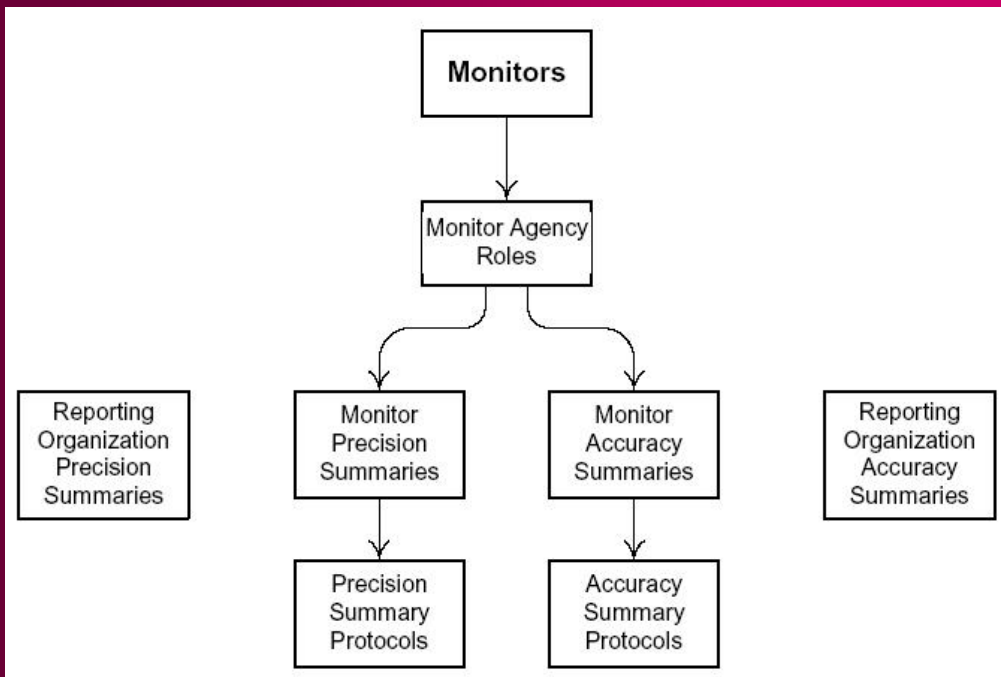 Monitors
Monitor Agency
Roles
Reporting
Organization
Precision
Summaries
Monitor
Precision
Summaries
Monitor
Accuracy
Summaries
Reporting
Organization
Accuracy
Summaries
Precision
Summary
Protocols
Accuracy
Summary
Protocols